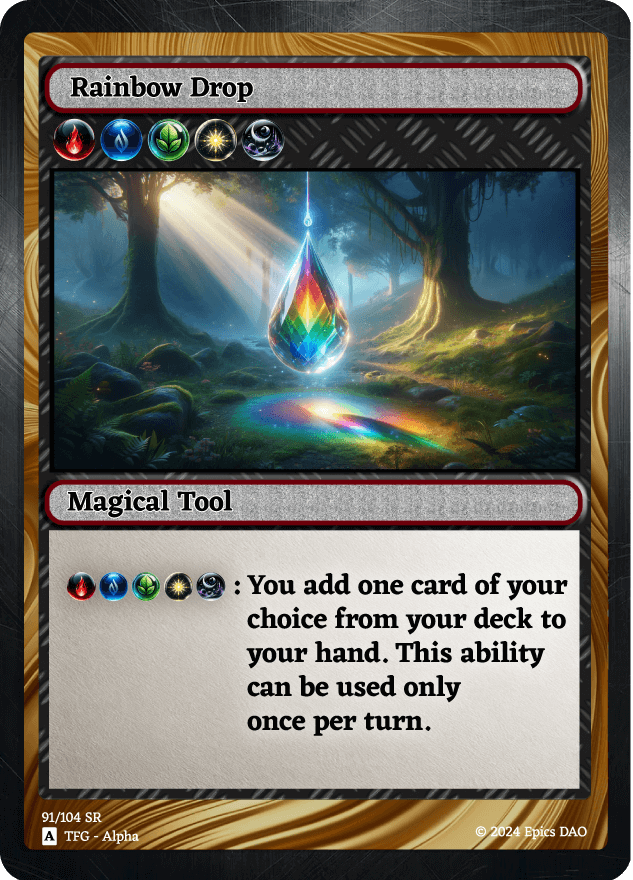 Rainbow Drop
Magical Tool
: You add one card of your
choice from your deck to
your hand. This ability
can be used only
once per turn.
91/104 SR
A TFG - Alpha
© 2024 Epics DAO